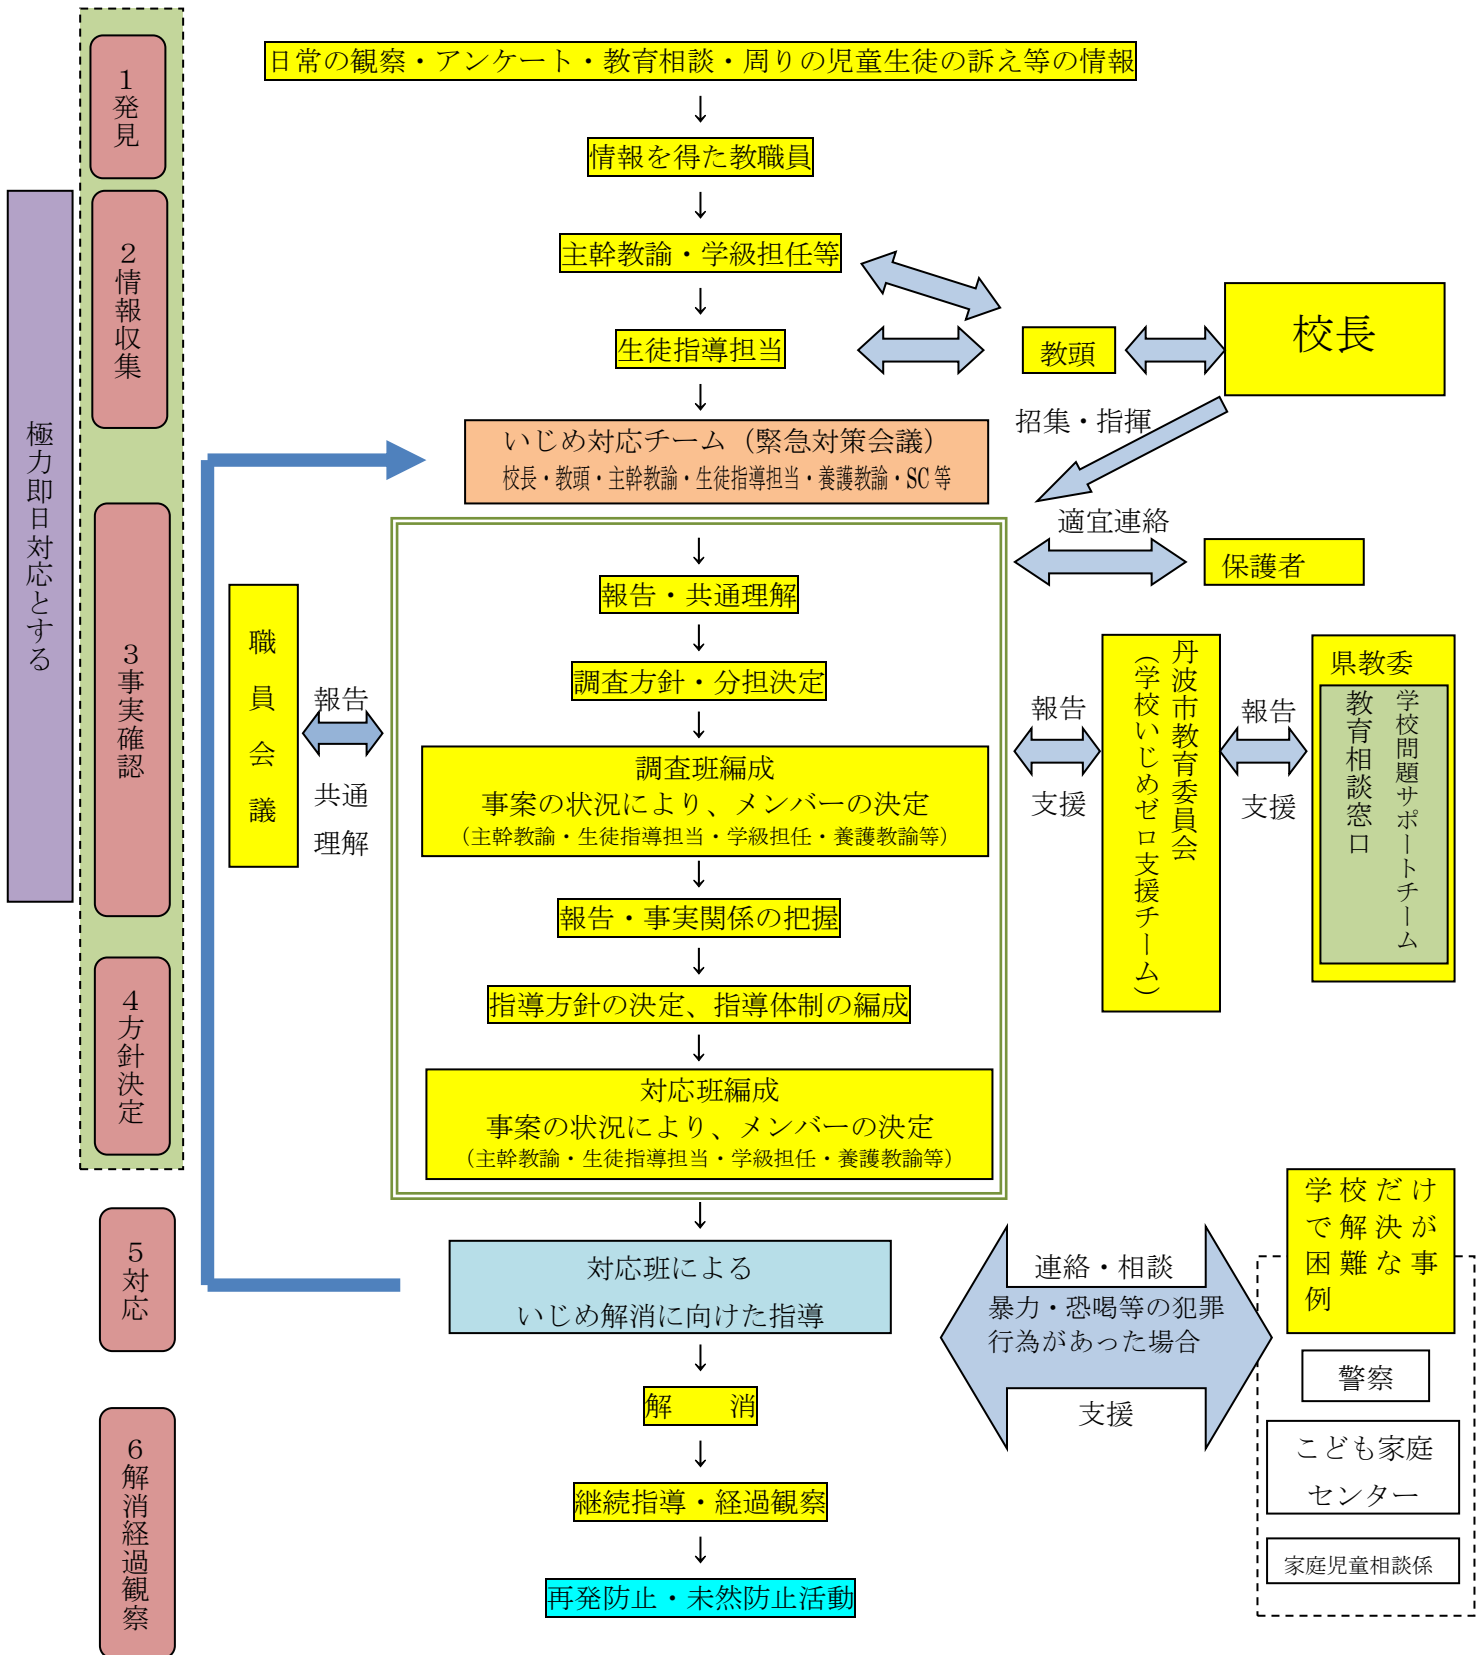 １発見
２情報収集
３事実確認
４方針決定
５対応
６解消経過観察
極力即日対応とする
日常の観察・アンケート・教育相談・周りの児童生徒の訴え等の情報
↓
情報を得た教職員
↓
主幹教諭・学級担任等
↓
生徒指導担当
教頭
校長
↓
招集・指揮
いじめ対応チーム（緊急対策会議）
校長・教頭・主幹教諭・生徒指導担当・養護教諭・SC 等
適宜連絡
保護者
↓
報告・共通理解
↓
調査方針・分担決定
↓
調査班編成
事案の状況により、メンバーの決定
（主幹教諭・生徒指導担当・学級担任・養護教諭等）
↓
報告・事実関係の把握
↓
指導方針の決定、指導体制の編成
↓
対応班編成
事案の状況により、メンバーの決定
（主幹教諭・生徒指導担当・学級担任・養護教諭等）
職員会議
報告
共通
理解
報告
支援
丹波市教育委員会
（学校いじめゼロ支援チーム）
報告
支援
県教委
学校問題サポートチーム
教育相談窓口
↓
対応班による
いじめ解消に向けた指導
↓
解　消
↓
継続指導・経過観察
↓
再発防止・未然防止活動
連絡・相談
暴力・恐喝等の犯罪
行為があった場合
支援
学校だけ
で解決が
困難な事
例
警察
こども家庭
センター
家庭児童相談係